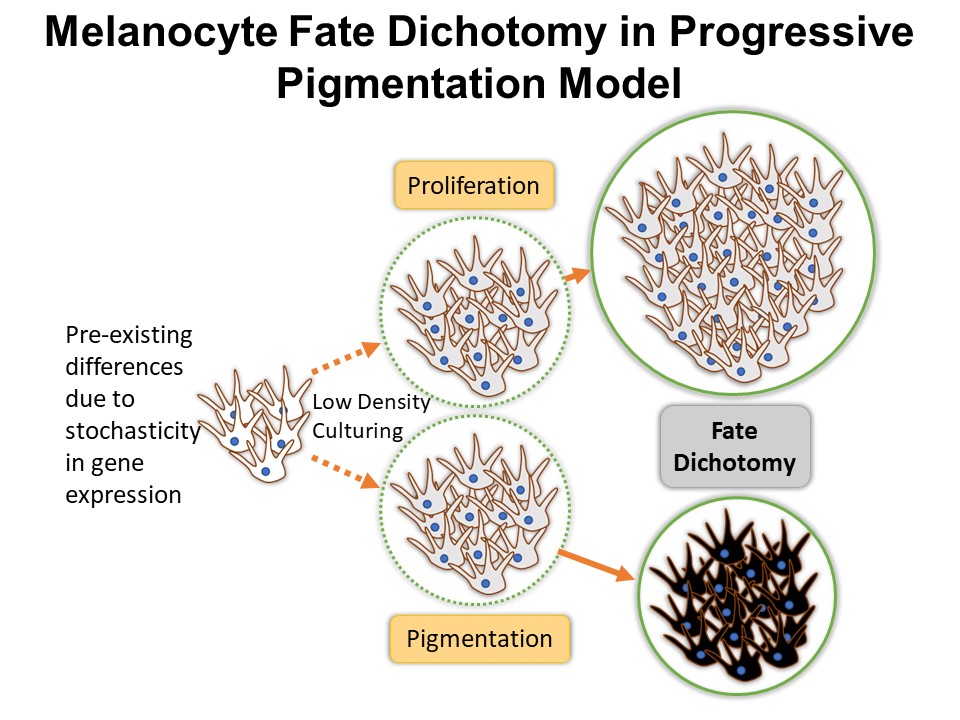 Melanocyte Fate Dichotomy in Progressive
Pigmentation Model
Proliferation
Pre-existing
differences
due to
stochasticity
in gene
expression
Low Density
Culturing
Fate
Dichotomy
Pigmentation